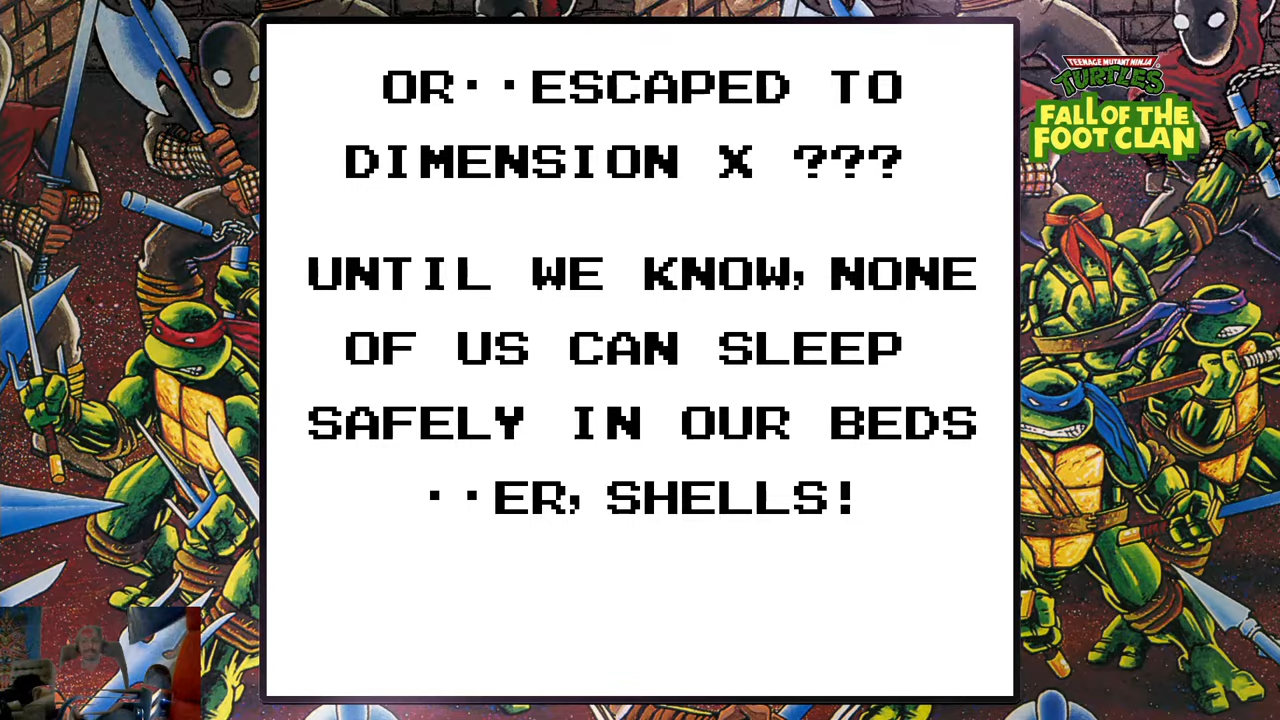 OR··ESCAPED TO
DIMENSION X ???
UNTIL WE KNOW, NONE
OF US CAN SLEEP
SAFELY IN OUR BEDS
··ER, SHELLS!
TEENAGE MUTANT NINJA
TURTLES
FALL OF THE
FOOT CLAN